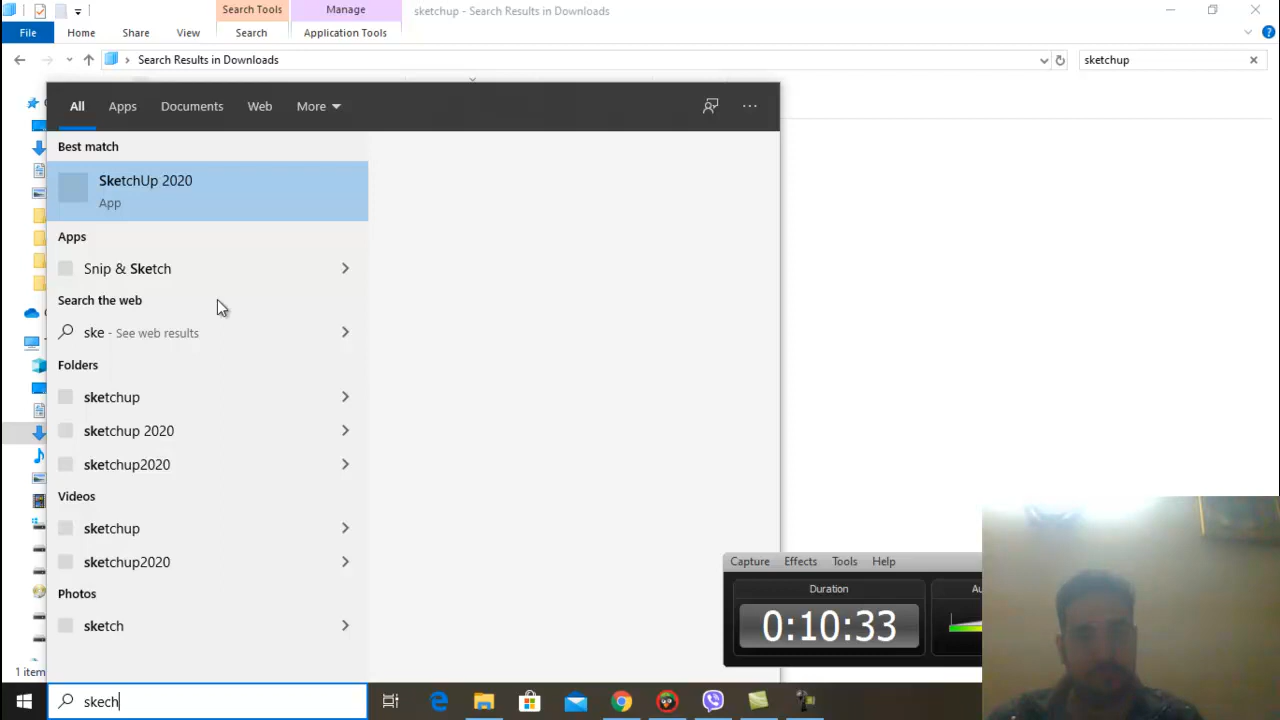 Search Tools
Manage
sketchup - Search Results in Downloads
File
Home
Share
View
Search
Application Tools
Search Results in Downloads
sketchup
All
Apps
Documents
Web
More
Best match
SketchUp 2020
App
Apps
Snip & Sketch
Search the web
ske - See web results
Folders
sketchup
sketchup 2020
sketchup2020
Videos
sketchup
sketchup2020
Photos
sketch
Capture
Effects
Tools
Help
Duration
0:10:33
1 item
skech